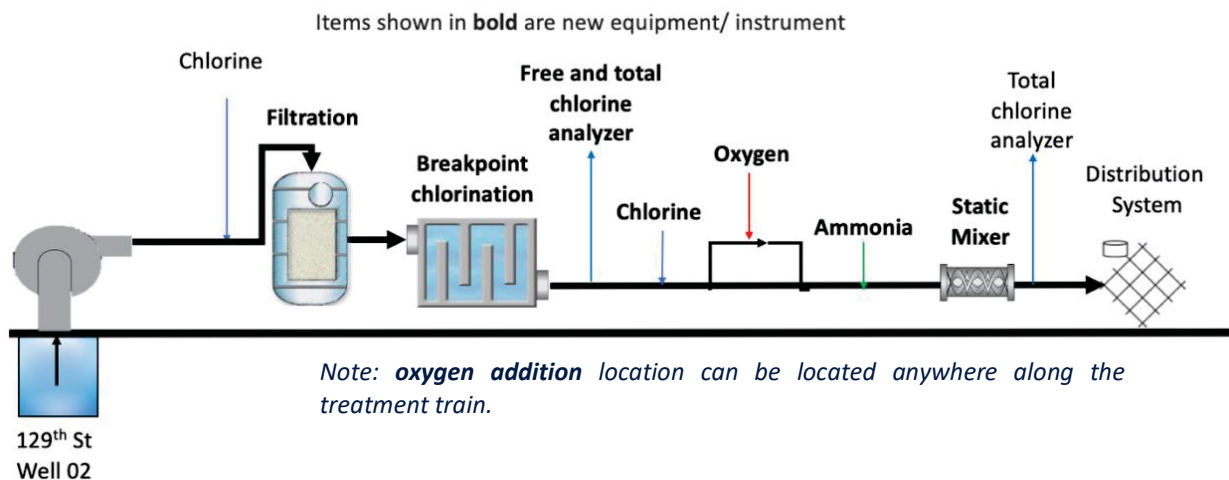 Items shown in bold are new equipment/ instrument
Chlorine
Filtration
Breakpoint
chlorination
Free and total
chlorine
analyzer
Chlorine
Oxygen
Ammonia
Static
Mixer
Total
chlorine
analyzer
Distribution
System
Note: oxygen addition location can be located anywhere along the
treatment train.
129th St
Well 02